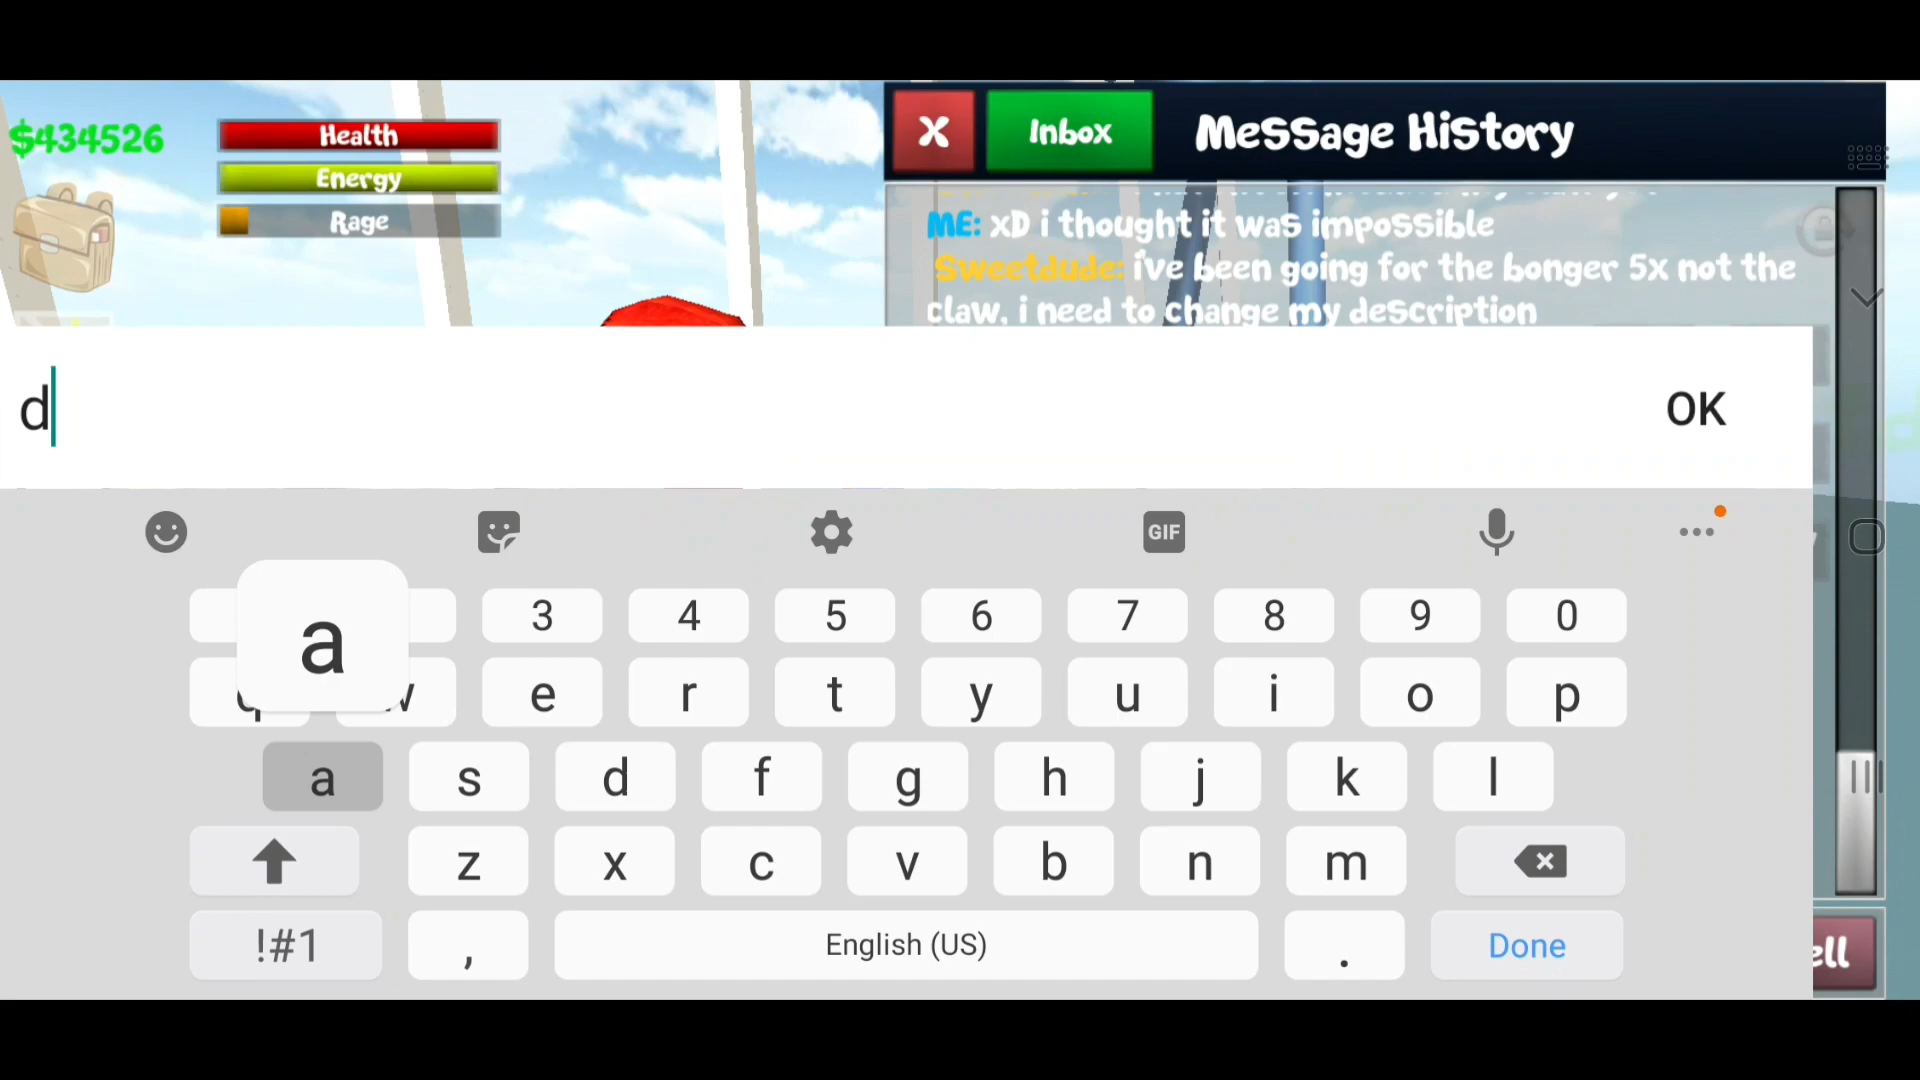 $434526
Health
Energy
Rage
X
Inbox
Message History
ME: xD i thought it was impossible
Sweetdude: i've been going for the bonger 5x not the
claw, i need to change my description
d
OK
GIF
a
3 4 5 6 7 8 9 0
q w e r t y u i o p
a s d f g h j k l
z x c v b n m
!#1 , English (US) . Done
ell